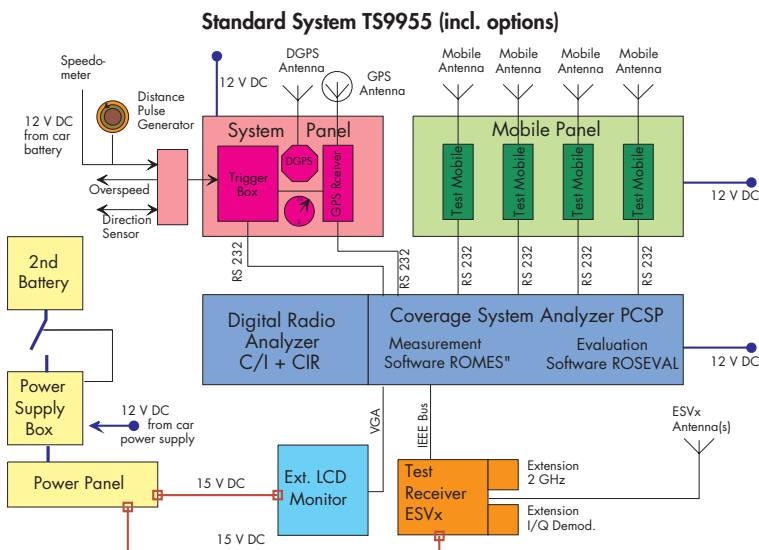 Standard System TS9955 (incl. options)
Speedo-
meter
12 V DC
from car
battery
Distance
Pulse
Generator
Overspeed
Direction
Sensor
12 V DC
DGPS
Antenna
GPS
Antenna
System Panel
Trigger
Box
DGPS
GPS Rceiver
Mobile
Antenna
Mobile
Antenna
Mobile
Antenna
Mobile
Antenna
Mobile Panel
Test Mobile
Test Mobile
Test Mobile
Test Mobile
12 V DC
RS 232
RS 232
RS 232
RS 232
RS 232
RS 232
2nd
Battery
Power
Supply
Box
12 V DC
from car
power supply
Power Panel
Digital Radio
Analyzer
C/I + CIR
Coverage System Analyzer PCSP
Measurement
Software ROMES"
Evaluation
Software ROSEVAL
12 V DC
VGA
IEEE Bus
ESVx
Antenna(s)
15 V DC
Ext. LCD
Monitor
Test
Receiver
ESVx
Extension
2 GHz
Extension
I/Q Demod.
15 V DC